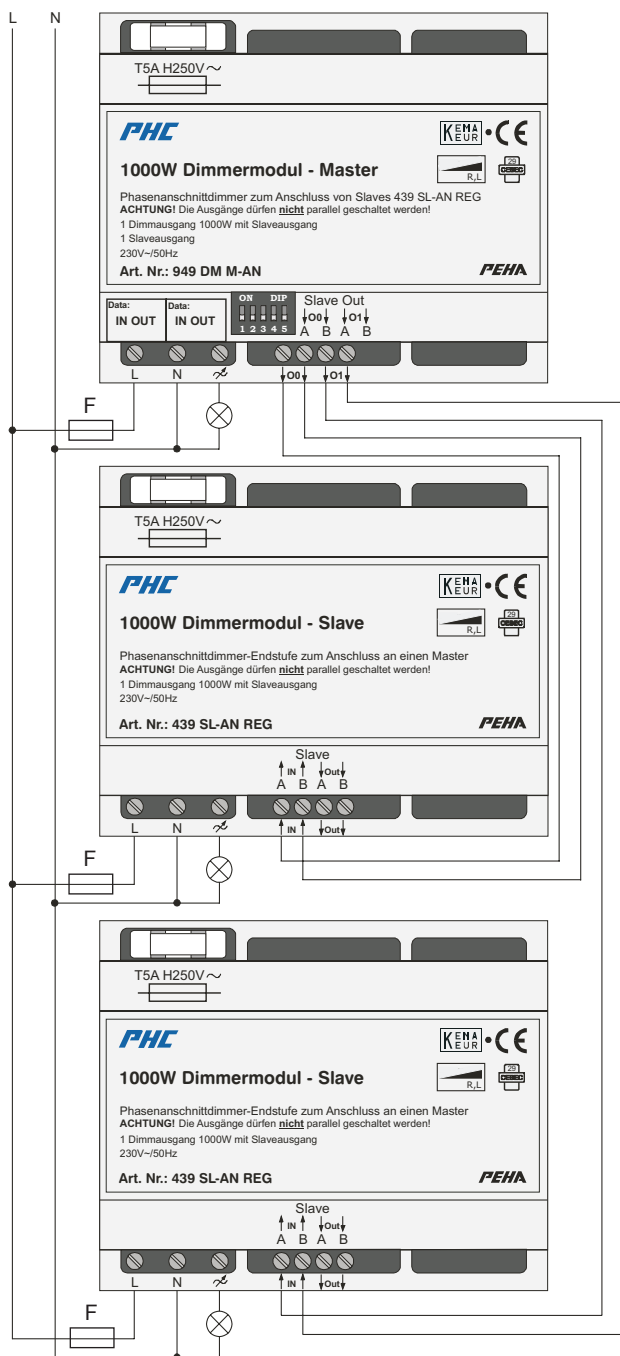 L N
T5A H250V ~
PHC
KEMA EUR CE
1000W Dimmermodul - Master
R,L
29
CEBEC
Phasenanschnittdimmer zum Anschluss von Slaves 439 SL-AN REG
ACHTUNG! Die Ausgänge dürfen nicht parallel geschaltet werden!
1 Dimmausgang 1000W mit Slaveausgang
1 Slaveausgang
230V~/50Hz
Art. Nr.: 949 DM M-AN
PEHA
Data: Data:
IN OUT IN OUT
ON DIP
1 2 3 4 5
Slave Out
O0 O1
A B A B
L N
O0 O1
F
T5A H250V ~
PHC
KEMA EUR CE
1000W Dimmermodul - Slave
R,L
29
CEBEC
Phasenanschnittdimmer-Endstufe zum Anschluss an einen Master
ACHTUNG! Die Ausgänge dürfen nicht parallel geschaltet werden!
1 Dimmausgang 1000W mit Slaveausgang
230V~/50Hz
Art. Nr.: 439 SL-AN REG
PEHA
Slave
IN Out
A B A B
L N
IN Out
F
T5A H250V ~
PHC
KEMA EUR CE
1000W Dimmermodul - Slave
R,L
29
CEBEC
Phasenanschnittdimmer-Endstufe zum Anschluss an einen Master
ACHTUNG! Die Ausgänge dürfen nicht parallel geschaltet werden!
1 Dimmausgang 1000W mit Slaveausgang
230V~/50Hz
Art. Nr.: 439 SL-AN REG
PEHA
Slave
IN Out
A B A B
L N
IN Out
F